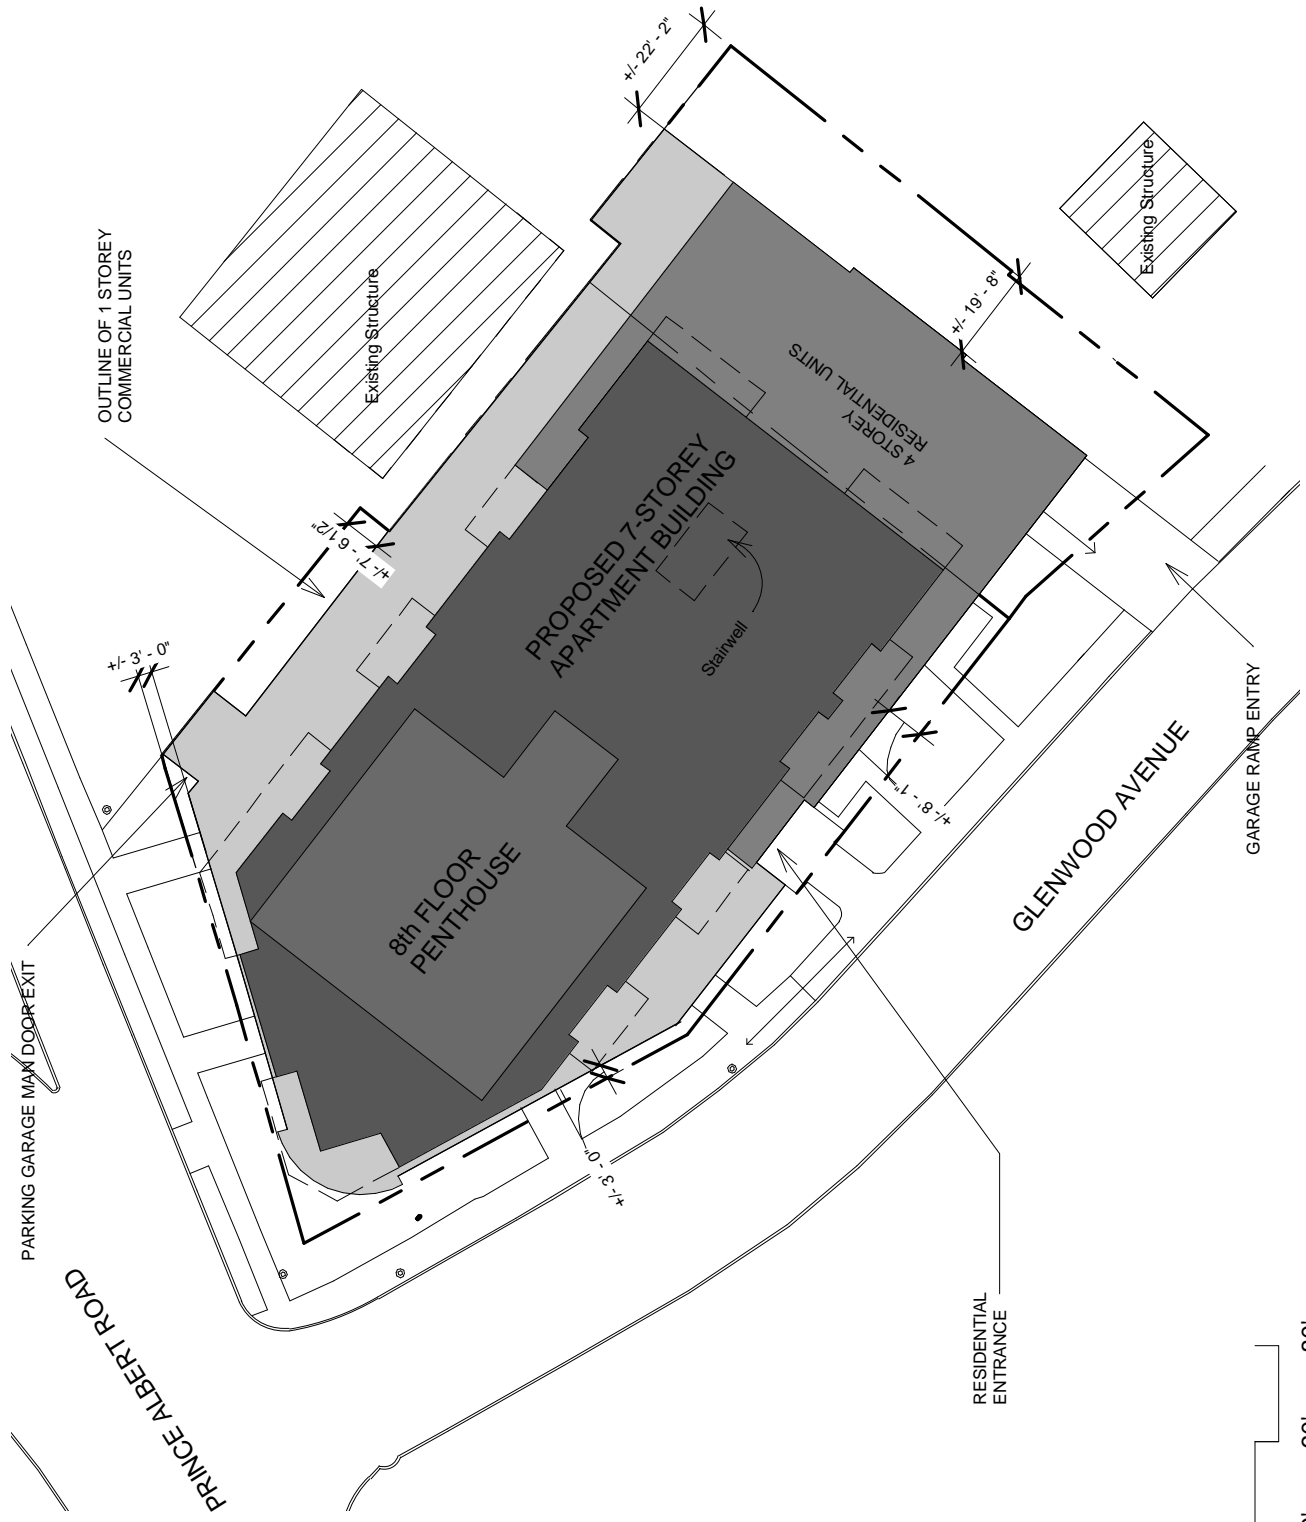 +/- 22' - 2"
OUTLINE OF 1 STOREY
COMMERCIAL UNITS
Existing Structure
Existing Structure
+/- 19' - 8"
4 STOREY
RESIDENTIAL UNITS
+/- 7' - 6 1/2"
PROPOSED 7-STOREY
APARTMENT BUILDING
Stairwell
+/- 3' - 0"
8th FLOOR
PENTHOUSE
+/- 8' - 1"
GARAGE RAMP ENTRY
GLENWOOD AVENUE
PARKING GARAGE MAN DOOR EXIT
+/- 3' - 0"
PRINCE ALBERT ROAD
RESIDENTIAL
ENTRANCE